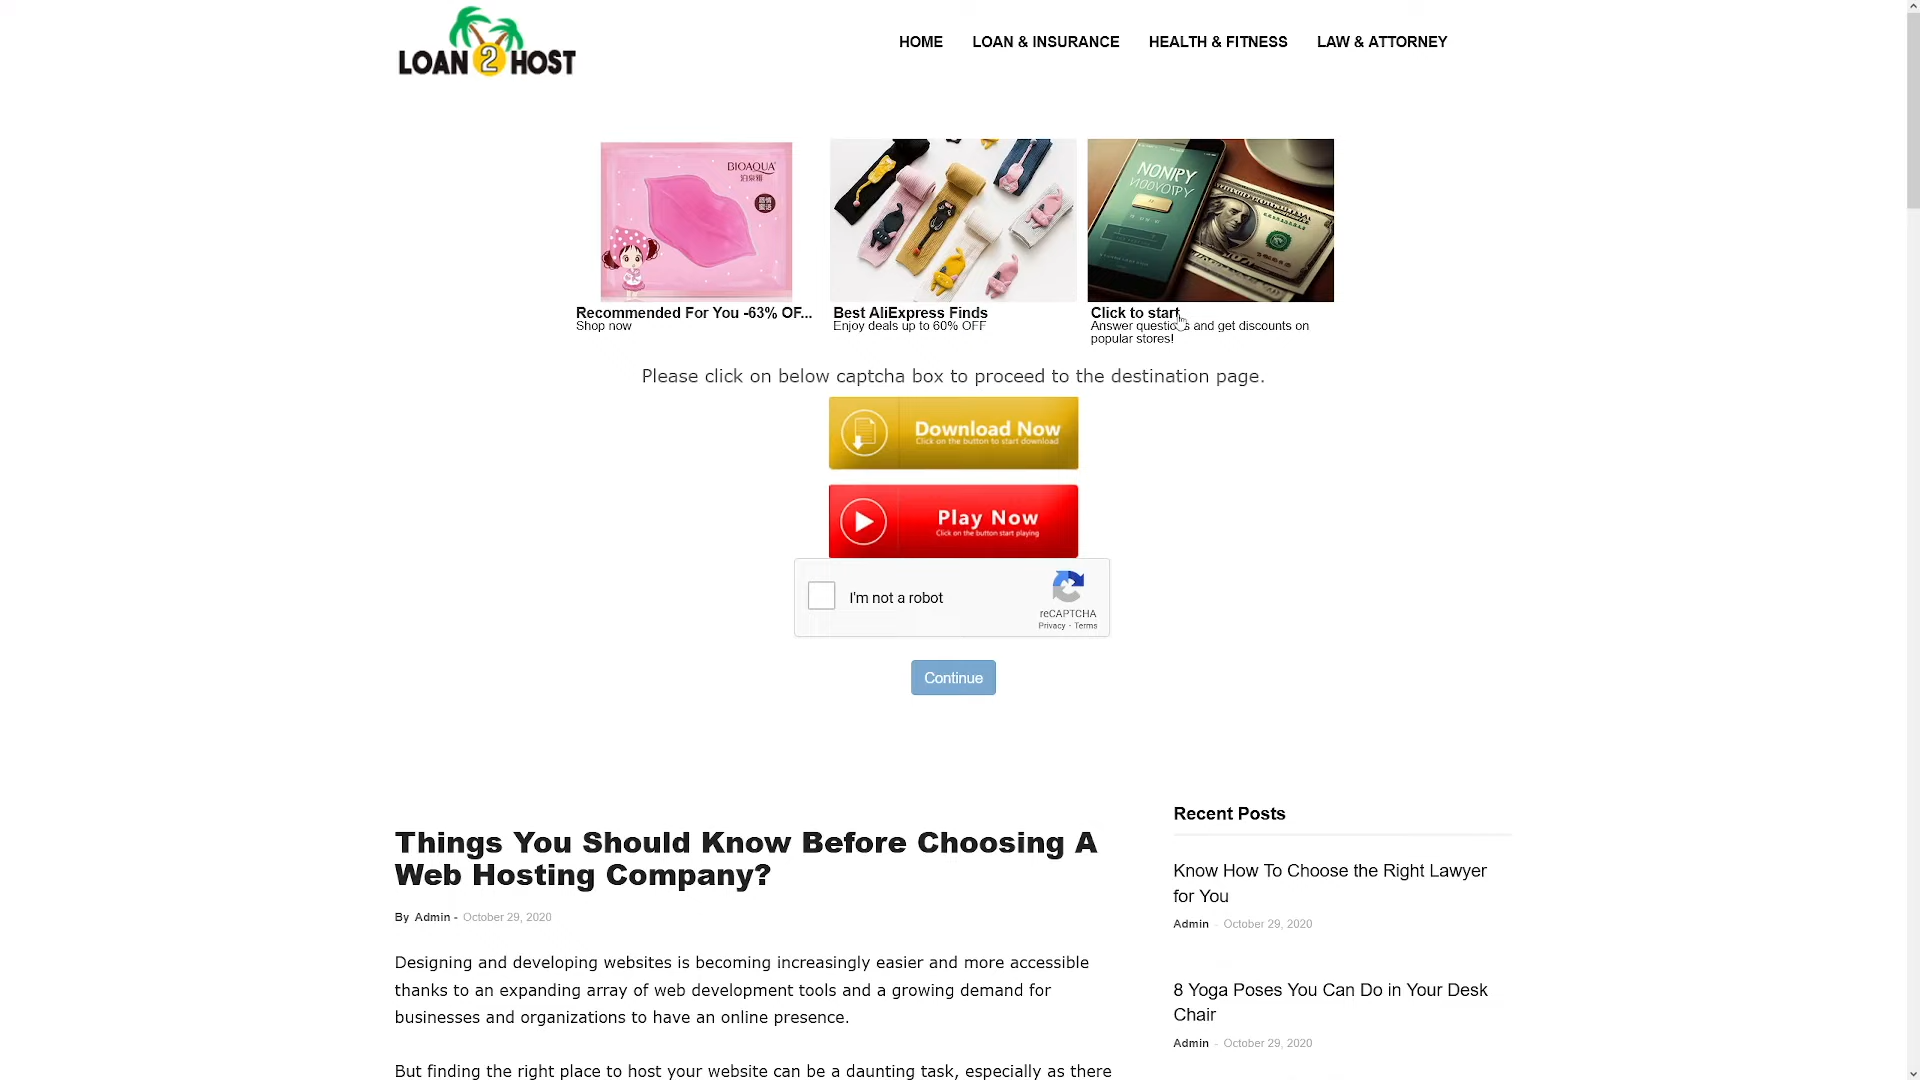 LOAN 2 HOST
HOME LOAN & INSURANCE HEALTH & FITNESS LAW & ATTORNEY
BIOAQUA
泊泉雅
Recommended For You -63% OF...
Shop now
Best AliExpress Finds
Enjoy deals up to 60% OFF
Click to start
Answer questions and get discounts on
popular stores!
Please click on below captcha box to proceed to the destination page.
Download Now
Click on the button to start download
Play Now
Click on the button start playing
I'm not a robot
reCAPTCHA
Privacy - Terms
Continue
Things You Should Know Before Choosing A
Web Hosting Company?
By Admin - October 29, 2020
Designing and developing websites is becoming increasingly easier and more accessible
thanks to an expanding array of web development tools and a growing demand for
businesses and organizations to have an online presence.
But finding the right place to host your website can be a daunting task, especially as there
Recent Posts
Know How To Choose the Right Lawyer
for You
Admin - October 29, 2020
8 Yoga Poses You Can Do in Your Desk
Chair
Admin - October 29, 2020